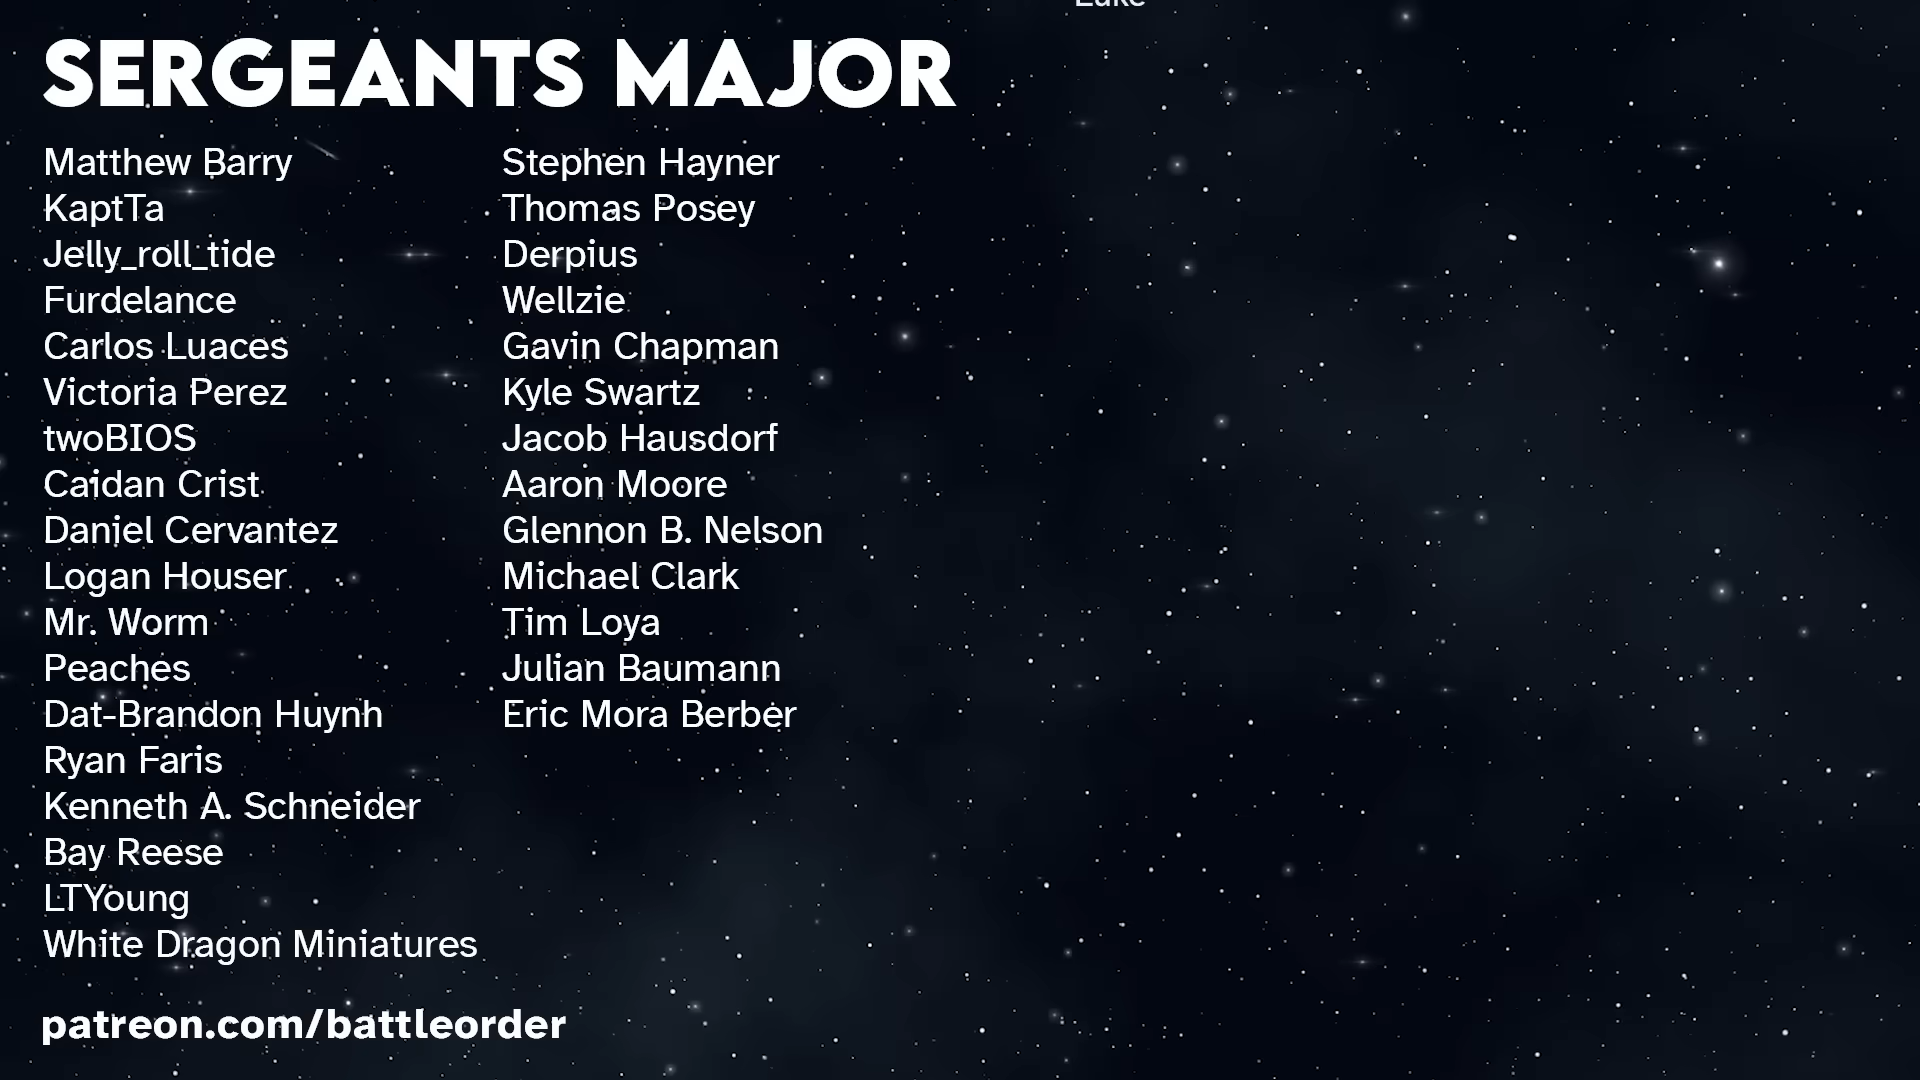 Luke
SERGEANTS MAJOR
Matthew Barry
KaptTa
Jelly_roll_tide
Furdelance
Carlos Luaces
Victoria Perez
twoBIOS
Caidan Crist
Daniel Cervantez
Logan Houser
Mr. Worm
Peaches
Dat-Brandon Huynh
Ryan Faris
Kenneth A. Schneider
Bay Reese
LTYoung
White Dragon Miniatures
Stephen Hayner
Thomas Posey
Derpius
Wellzie
Gavin Chapman
Kyle Swartz
Jacob Hausdorf
Aaron Moore
Glennon B. Nelson
Michael Clark
Tim Loya
Julian Baumann
Eric Mora Berber
patreon.com/battleorder